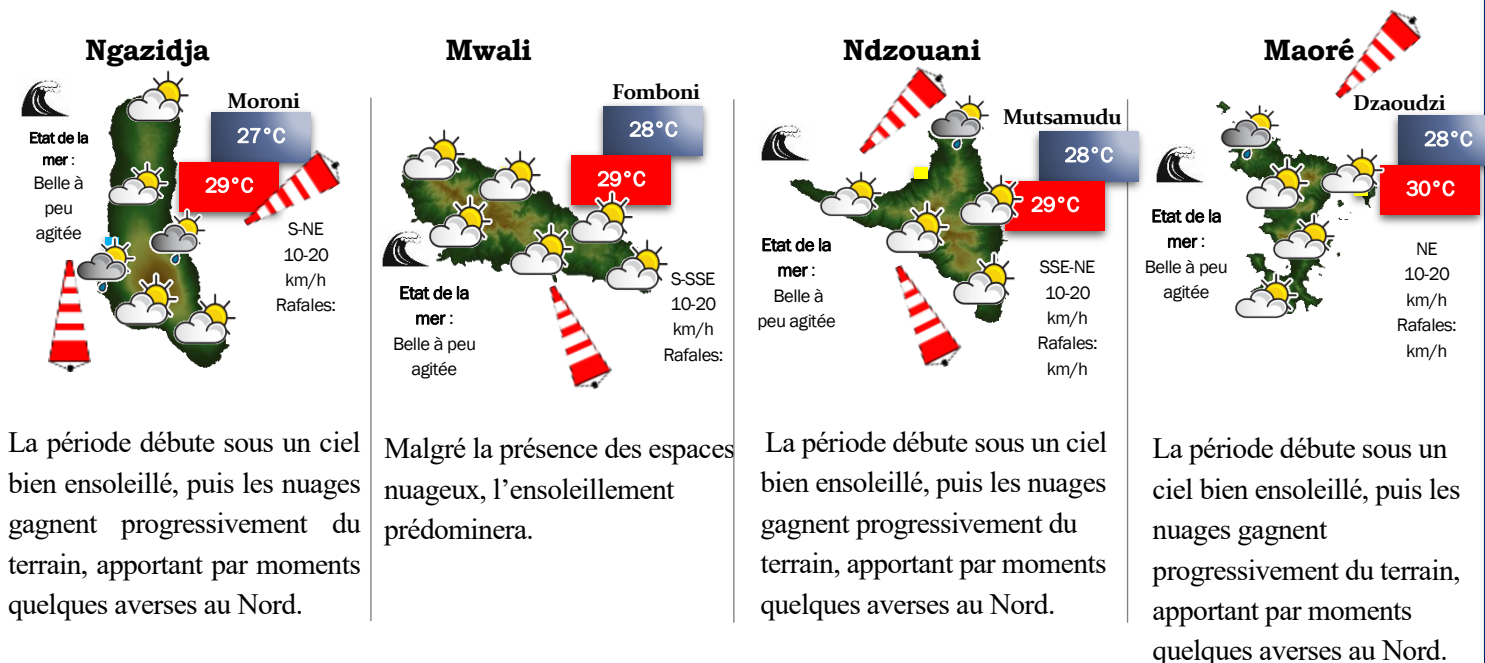 Ngazidja
Moroni
27°C
29°C
Etat de la
mer :
Belle à
peu
agitée
S-NE
10-20
km/h
Rafales:
La période débute sous un ciel
bien ensoleillé, puis les nuages
gagnent progressivement du
terrain, apportant par moments
quelques averses au Nord.
Mwali
Fomboni
28°C
29°C
Etat de la
mer :
Belle à peu
agitée
S-SSE
10-20
km/h
Rafales:
Malgré la présence des espaces
nuageux, l’ensoleillement
prédominera.
Ndzouani
Mutsamudu
28°C
29°C
Etat de la
mer :
Belle à
peu agitée
SSE-NE
10-20
km/h
Rafales:
km/h
La période débute sous un ciel
bien ensoleillé, puis les nuages
gagnent progressivement du
terrain, apportant par moments
quelques averses au Nord.
Maoré
Dzaoudzi
28°C
30°C
Etat de la
mer :
Belle à peu
agitée
NE
10-20
km/h
Rafales:
km/h
La période débute sous un
ciel bien ensoleillé, puis les
nuages gagnent
progressivement du terrain,
apportant par moments
quelques averses au Nord.